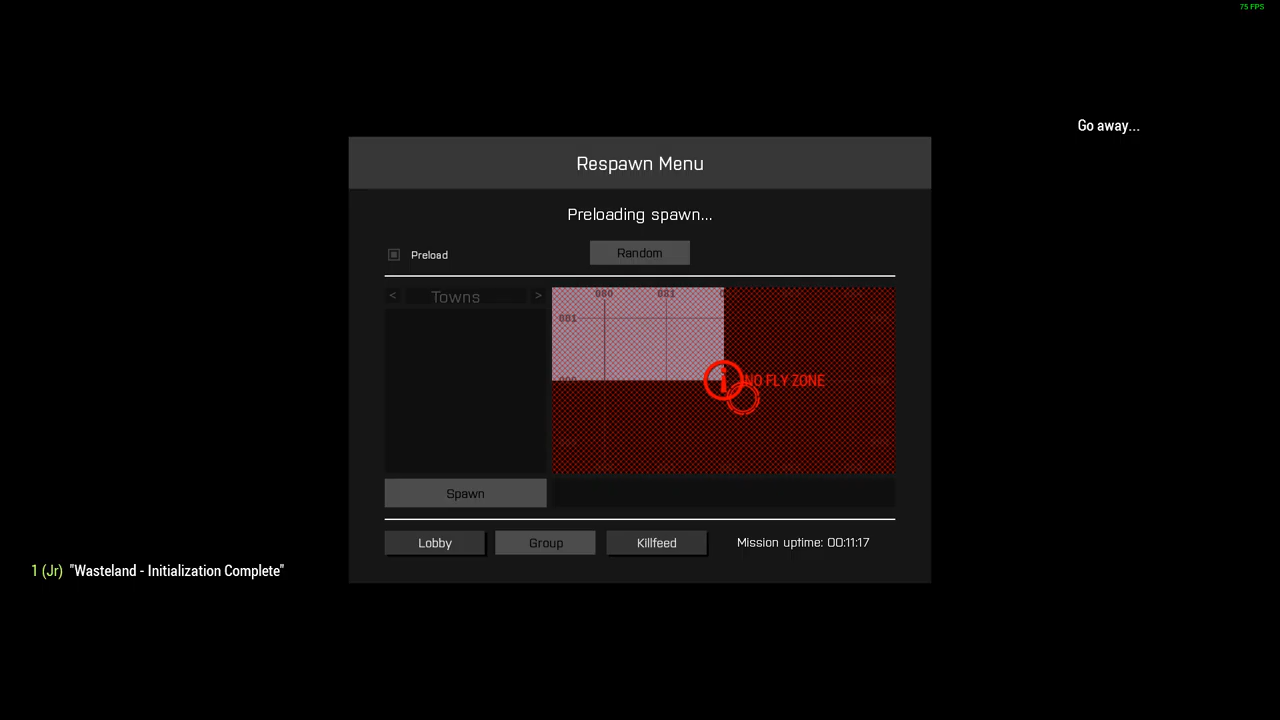 75 FPS
Go away...
Respawn Menu
Preloading spawn...
Preload
Random
< Towns >
080 081
081
NO FLY ZONE
Spawn
Lobby
Group
Killfeed
Mission uptime: 00:11:17
1 (Jr) "Wasteland - Initialization Complete"